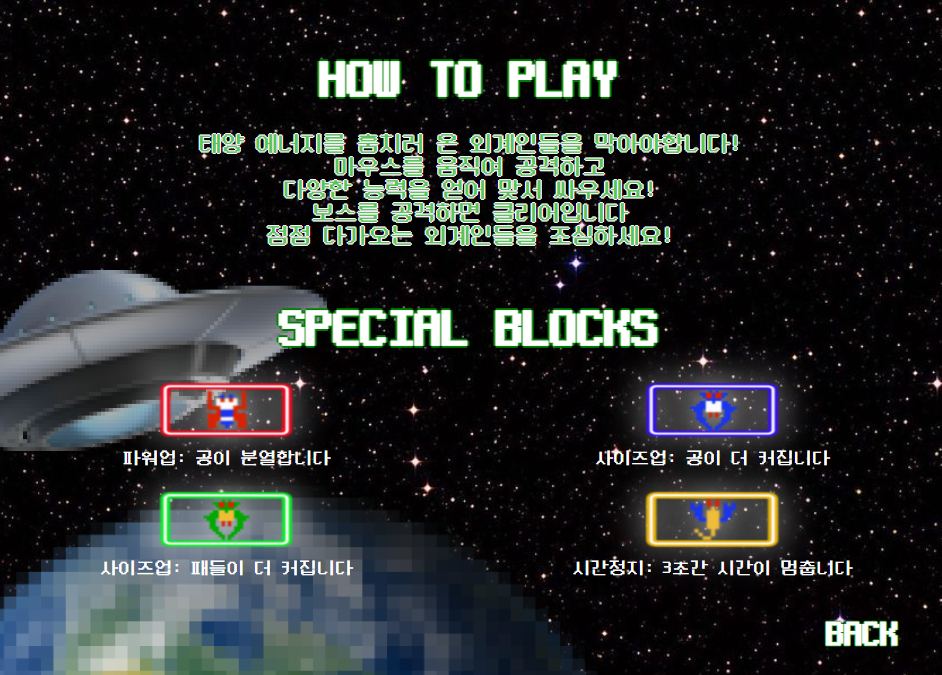 HOW TO PLAY
태양 에너지를 훔치러 온 외계인들을 막아야합니다!
마우스를 움직여 공격하고
다양한 능력을 얻어 맞서 싸우세요!
보스를 공격하면 클리어입니다
점점 다가오는 외계인들을 조심하세요!
SPECIAL BLOCKS
파워업: 공이 분열합니다
사이즈업: 공이 더 커집니다
사이즈업: 패들이 더 커집니다
시간정지: 3초간 시간이 멈춥니다
BACK